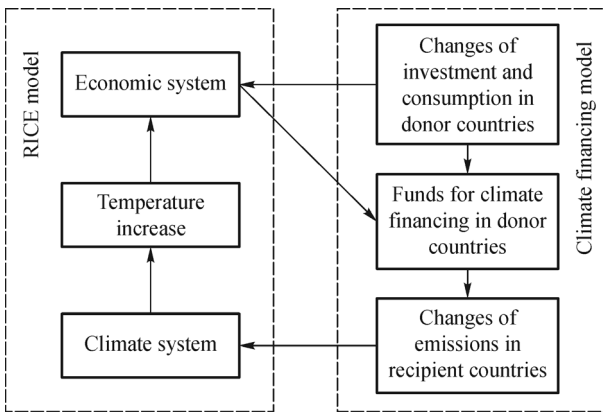 RICE model
Economic system
Temperature
increase
Climate system
Changes of
investment and
consumption in
donor countries
Funds for climate
financing in donor
countries
Changes of
emissions in
recipient countries
Climate financing model